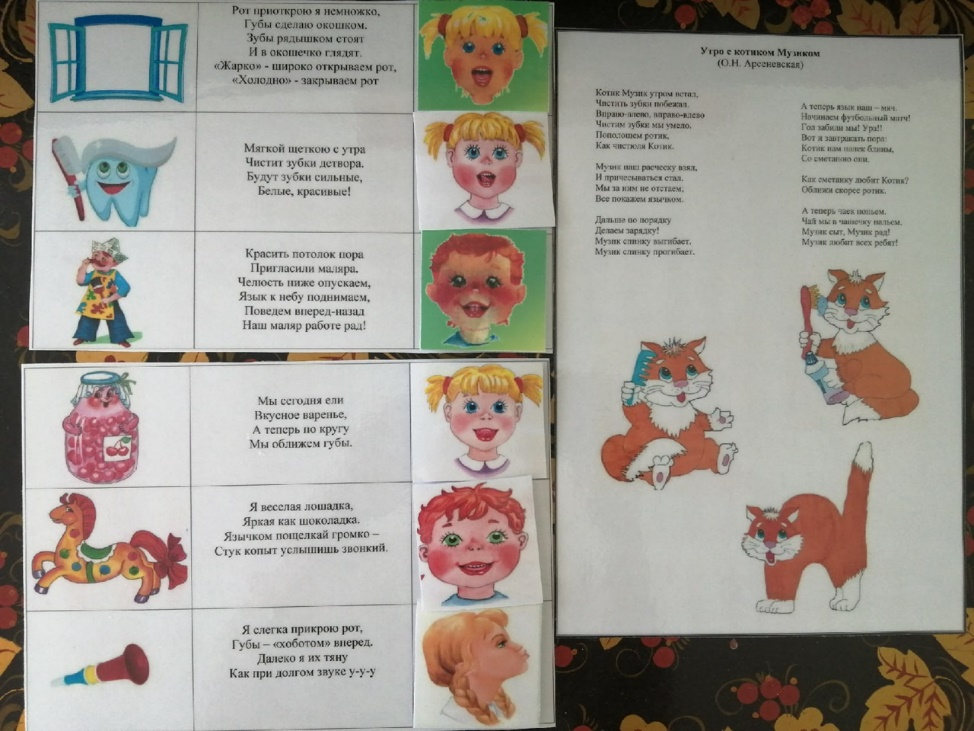 Рот приоткрою я немножко,
Губы сделаю окошком.
Зубы рядышком стоят
И в окошечко глядят.
«Жарко» - широко открываем рот,
«Холодно» - закрываем рот
Мягкой щеткою с утра
Чистит зубки детвора.
Будут зубки сильные,
Белые, красивые!
Красить потолок пора
Пригласили маляра.
Челюсть ниже опускаем,
Язык к небу поднимаем,
Поведем вперед-назад
Наш маляр работе рад!
Мы сегодня ели
Вкусное варенье,
А теперь по кругу
Мы оближем губы.
Я веселая лошадка,
Яркая как шоколадка.
Язычком пощелкай громко –
Стук копыт услышишь звонкий.
Я слегка прикрою рот,
Губы – «хоботом» вперед.
Далеко я их тяну
Как при долгом звуке у-у-у
Утро с котиком Музиком
(О.Н. Арсеневская)
Котик Музик утром встал,
Чистить зубки побежал.
Вправо-влево, вправо-влево
Чистим зубки мы умело.
Пополощем ротик.
Как чистюля Котик.
Музик наш расческу взял,
И причесываться стал.
Мы за ним не отстаем,
Все покажем язычком.
Дальше по порядку
Делаем зарядку!
Музик спинку выгибает.
Музик спинку прогибает.
А теперь язык наш – мяч.
Начинаем футбольный матч!
Гол забили мы! Ура!!
Вот и завтракать пора:
Котик нам испек блины,
Со сметаною они.
Как сметанку любит Котик?
Оближи скорее ротик.
А теперь чаек попьем.
Чай мы в чашечку нальем.
Музик сыт, Музик рад!
Музик любит всех ребят!